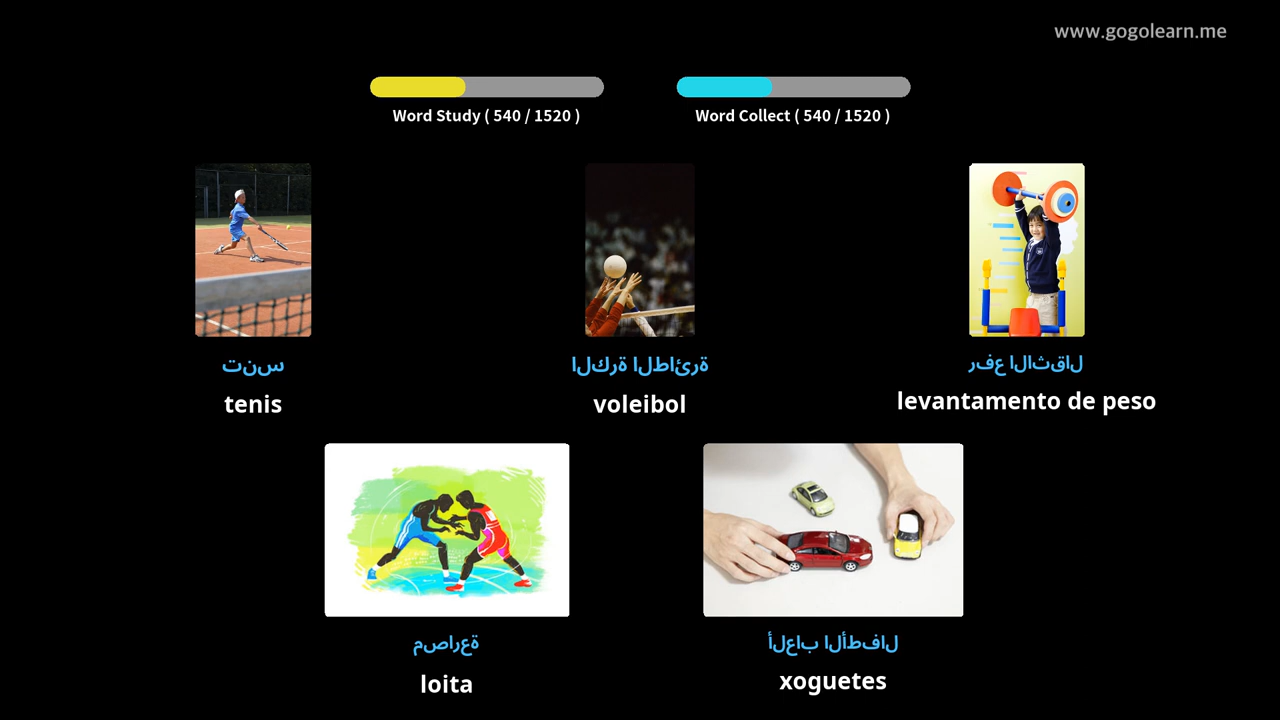 www.gogolearn.me
Word Study ( 540 / 1520 )
Word Collect ( 540 / 1520 )
تنس
tenis
الكرة الطائرة
voleibol
رفع الاثقال
levantamento de peso
مصارعة
loita
ألعاب الأطفال
xoguetes